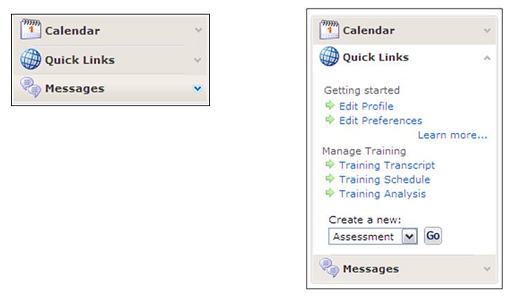 Calendar
Quick Links
Messages
Calendar
Quick Links
Getting started
Edit Profile
Edit Preferences
Learn more...
Manage Training
Training Transcript
Training Schedule
Training Analysis
Create a new:
Assessment Go
Messages